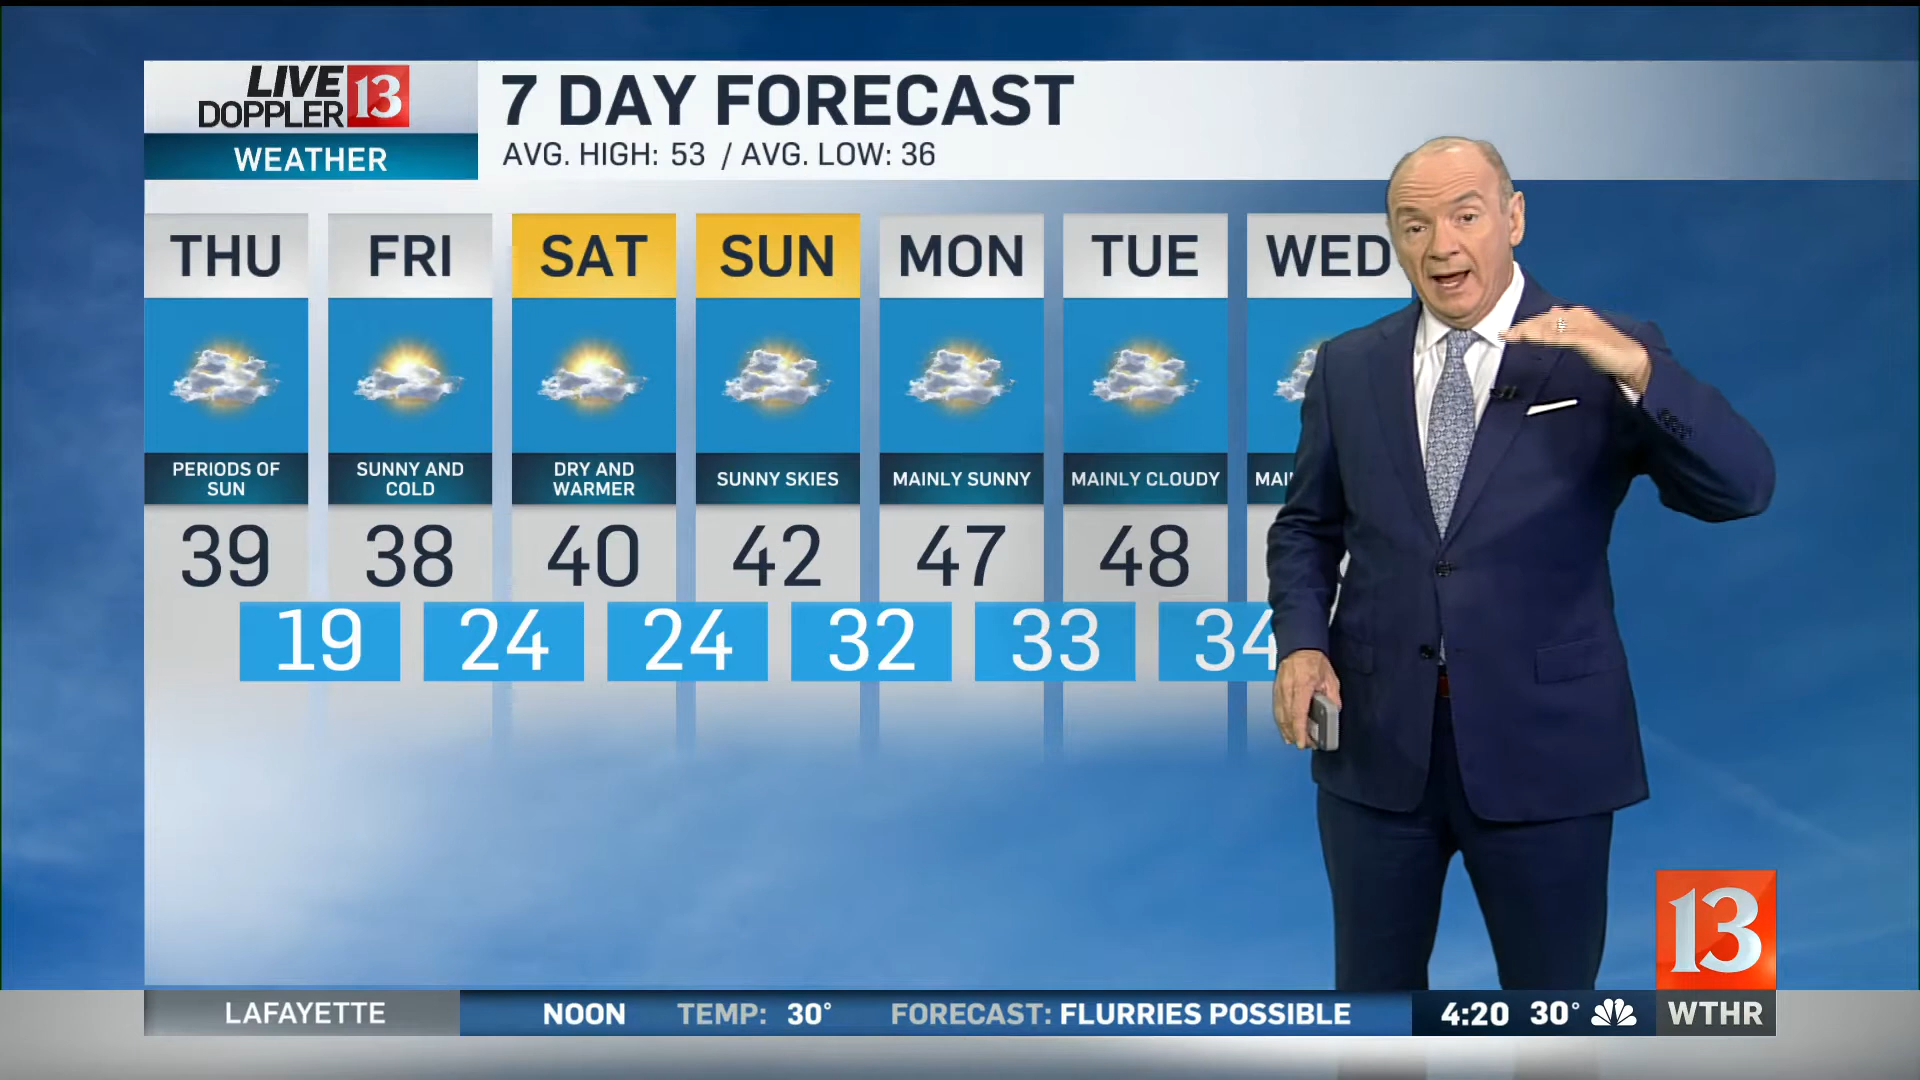 LIVE
DOPPLER 13
WEATHER
7 DAY FORECAST
AVG. HIGH: 53 / AVG. LOW: 36
THU FRI SAT SUN MON TUE WED
PERIODS OF SUN
SUNNY AND COLD
DRY AND WARMER
SUNNY SKIES
MAINLY SUNNY
MAINLY CLOUDY
39 38 40 42 47 48
19 24 24 32 33 34
13
LAFAYETTE NOON TEMP: 30° FORECAST: FLURRIES POSSIBLE 4:20 30° WTHR